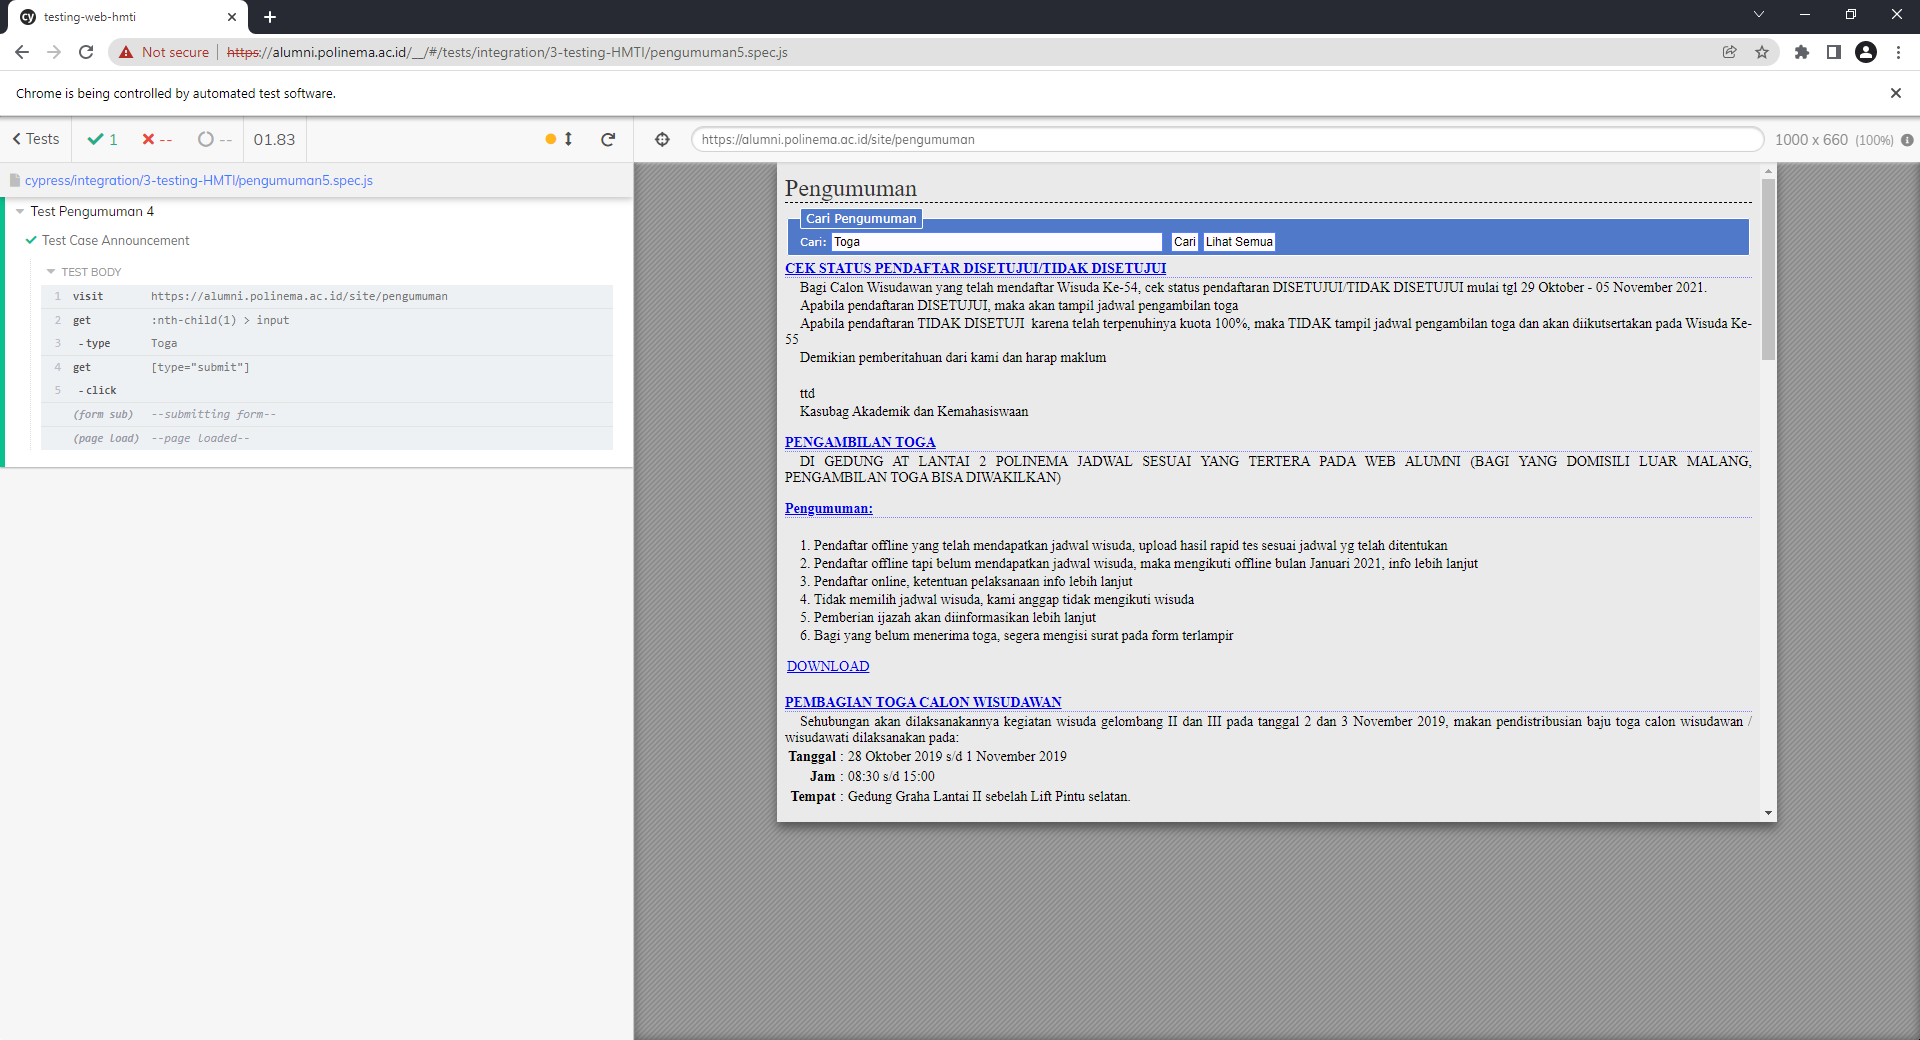 testing-web-hmti
Not secure
https://alumni.polinema.ac.id/__/#/tests/integration/3-testing-HMTI/pengumuman5.spec.js
Chrome is being controlled by automated test software.
Tests
1
--
--
01.83
https://alumni.polinema.ac.id/site/pengumuman
1000 x 660 (100%)
cypress/integration/3-testing-HMTI/pengumuman5.spec.js
Test Pengumuman 4
Test Case Announcement
TEST BODY
1 visit https://alumni.polinema.ac.id/site/pengumuman
2 get :nth-child(1) > input
3 -type Toga
4 get [type="submit"]
5 -click
(form sub) --submitting form--
(page load) --page loaded--
Pengumuman
Cari Pengumuman
Cari: Toga Cari Lihat Semua
CEK STATUS PENDAFTAR DISETUJUI/TIDAK DISETUJUI
Bagi Calon Wisudawan yang telah mendaftar Wisuda Ke-54, cek status pendaftaran DISETUJUI/TIDAK DISETUJUI mulai tgl 29 Oktober - 05 November 2021.
Apabila pendaftaran DISETUJUI, maka akan tampil jadwal pengambilan toga
Apabila pendaftaran TIDAK DISETUJI karena telah terpenuhinya kuota 100%, maka TIDAK tampil jadwal pengambilan toga dan akan diikutsertakan pada Wisuda Ke-
55
Demikian pemberitahuan dari kami dan harap maklum
ttd
Kasubag Akademik dan Kemahasiswaan
PENGAMBILAN TOGA
DI GEDUNG AT LANTAI 2 POLINEMA JADWAL SESUAI YANG TERTERA PADA WEB ALUMNI (BAGI YANG DOMISILI LUAR MALANG,
PENGAMBILAN TOGA BISA DIWAKILKAN)
Pengumuman:
1. Pendaftar offline yang telah mendapatkan jadwal wisuda, upload hasil rapid tes sesuai jadwal yg telah ditentukan
2. Pendaftar offline tapi belum mendapatkan jadwal wisuda, maka mengikuti offline bulan Januari 2021, info lebih lanjut
3. Pendaftar online, ketentuan pelaksanaan info lebih lanjut
4. Tidak memilih jadwal wisuda, kami anggap tidak mengikuti wisuda
5. Pemberian ijazah akan diinformasikan lebih lanjut
6. Bagi yang belum menerima toga, segera mengisi surat pada form terlampir
DOWNLOAD
PEMBAGIAN TOGA CALON WISUDAWAN
Sehubungan akan dilaksanakannya kegiatan wisuda gelombang II dan III pada tanggal 2 dan 3 November 2019, makan pendistribusian baju toga calon wisudawan /
wisudawati dilaksanakan pada:
Tanggal : 28 Oktober 2019 s/d 1 November 2019
Jam : 08:30 s/d 15:00
Tempat : Gedung Graha Lantai II sebelah Lift Pintu selatan.